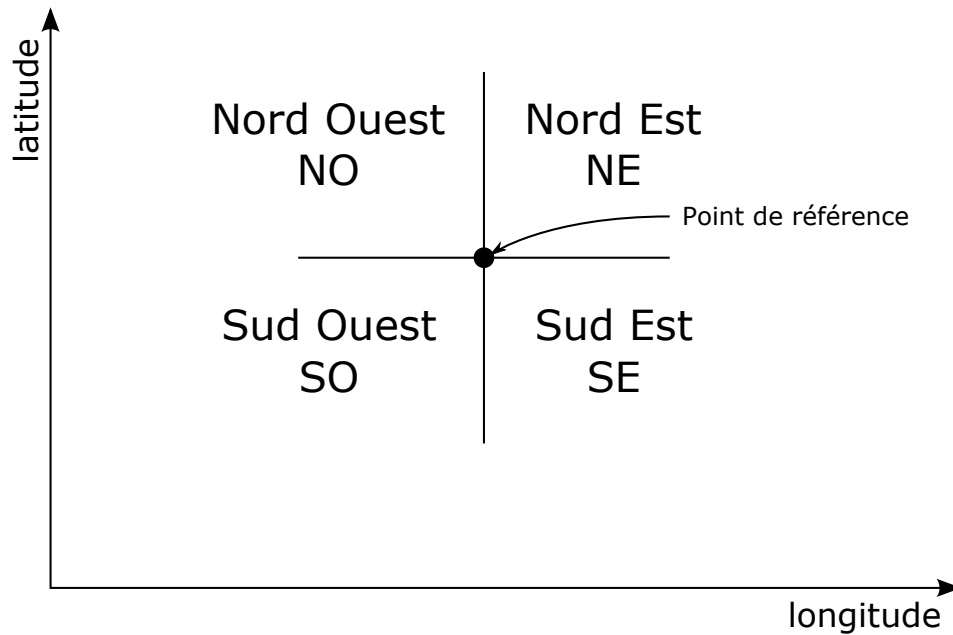 latitude
Nord Ouest
NO
Nord Est
NE
Point de référence
Sud Ouest
SO
Sud Est
SE
longitude